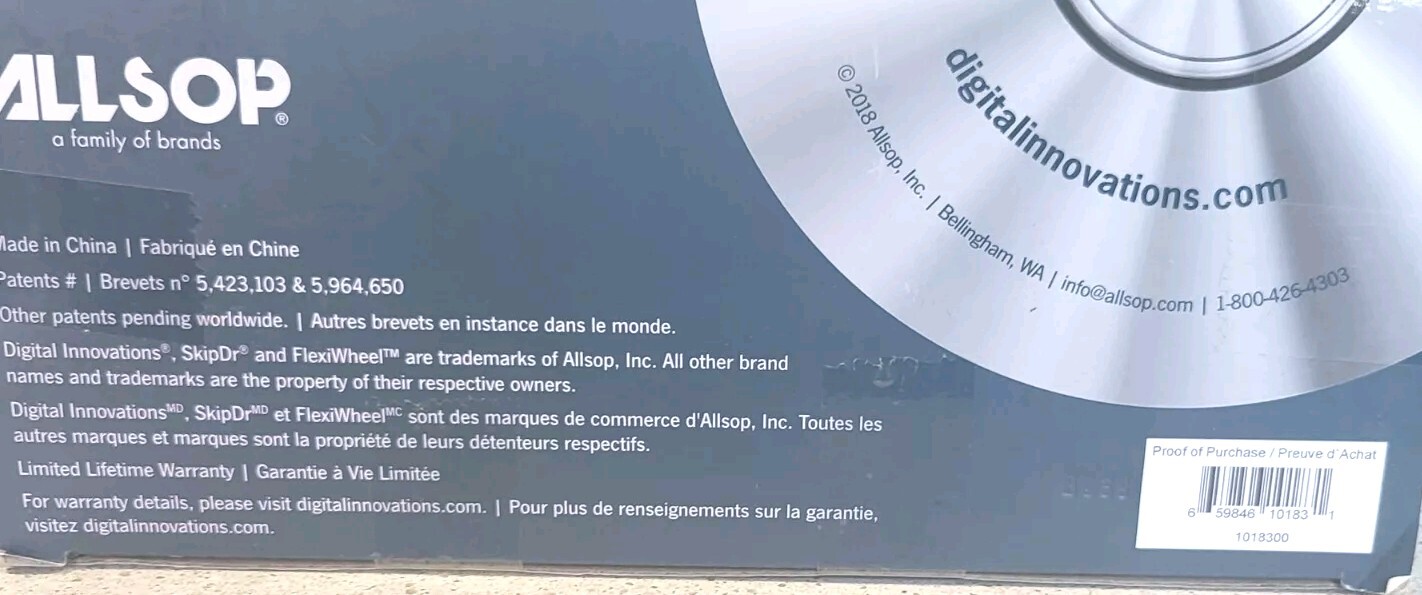 ALLSOP®
a family of brands
Made in China | Fabriqué en Chine
Patents # | Brevets n° 5,423,103 & 5,964,650
Other patents pending worldwide. | Autres brevets en instance dans le monde.
Digital Innovations®, SkipDr® and FlexiWheel™ are trademarks of Allsop, Inc. All other brand
names and trademarks are the property of their respective owners.
Digital Innovationsᴹᴰ, SkipDrᴹᴰ et FlexiWheelᴹᶜ sont des marques de commerce d'Allsop, Inc. Toutes les
autres marques et marques sont la propriété de leurs détenteurs respectifs.
Limited Lifetime Warranty | Garantie à Vie Limitée
For warranty details, please visit digitalinnovations.com. | Pour plus de renseignements sur la garantie,
visitez digitalinnovations.com.
digitalinnovations.com
© 2018 Allsop, Inc. | Bellingham, WA | info@allsop.com | 1-800-426-4303
Proof of Purchase / Preuve d'Achat
6 59846 10183 1
1018300